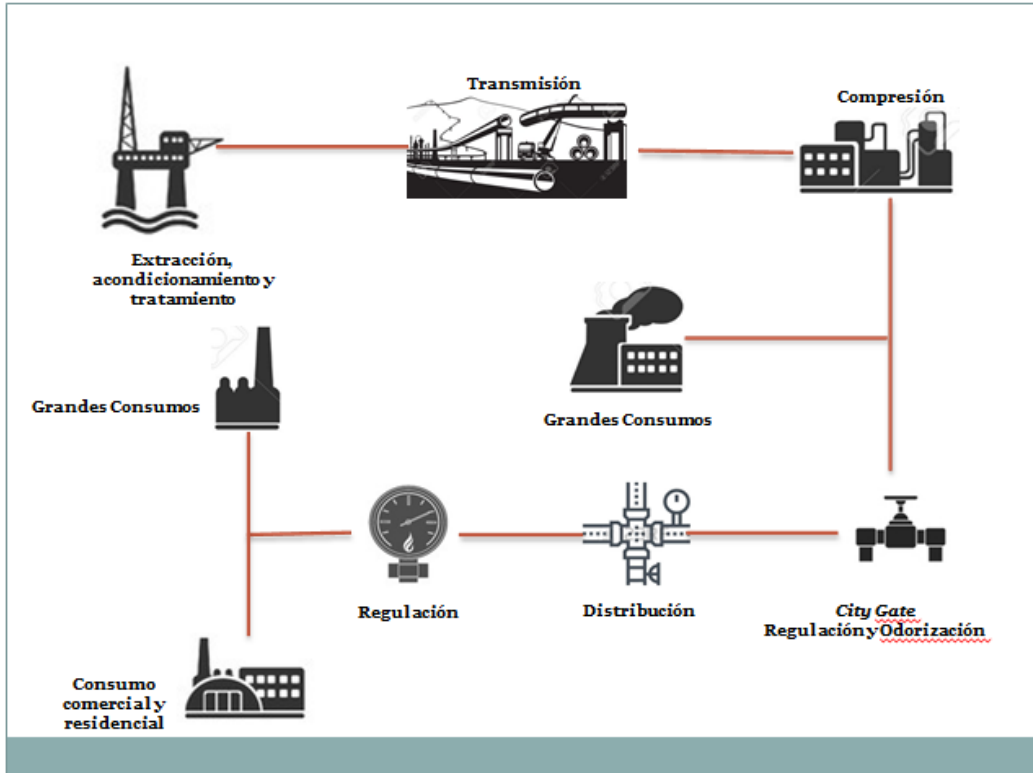 Transmisión
Compresión
Extracción,
acondicionamiento y
tratamiento
Grandes Consumos
Grandes Consumos
Regulación
Distribución
City Gate
Regulación y Odorización
Consumo
comercial y
residencial